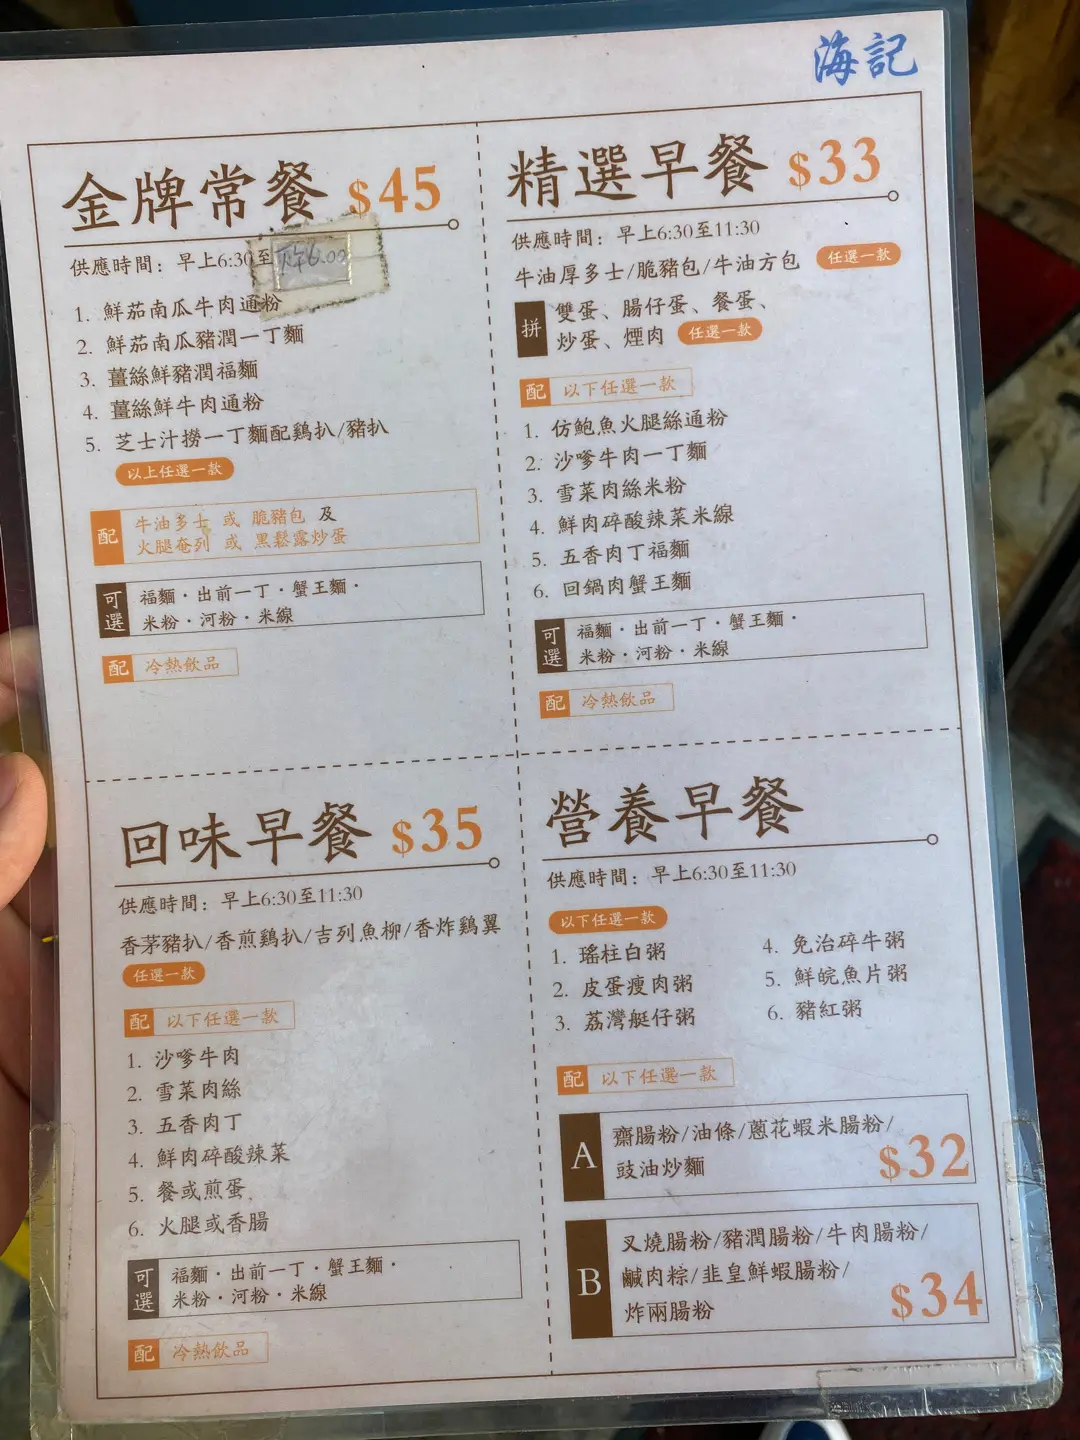 海記
金牌常餐 $45
供應時間：早上6:30至下午6.00
1. 鮮茄南瓜牛肉通粉
2. 鮮茄南瓜豬潤一丁麵
3. 薑絲鮮豬潤福麵
4. 薑絲鮮牛肉通粉
5. 芝士汁撈一丁麵配鷄扒/豬扒
以上任選一款
配 牛油多士 或 脆豬包 及
火腿奄列 或 黑鬆露炒蛋
可選 福麵·出前一丁·蟹王麵·
米粉·河粉·米線
配 冷熱飲品
精選早餐 $33
供應時間：早上6:30至11:30
牛油厚多士/脆豬包/牛油方包 任選一款
拼 雙蛋、腸仔蛋、餐蛋、
炒蛋、煙肉 任選一款
配 以下任選一款
1. 仿鮑魚火腿絲通粉
2. 沙嗲牛肉一丁麵
3. 雪菜肉絲米粉
4. 鮮肉碎酸辣菜米線
5. 五香肉丁福麵
6. 回鍋肉蟹王麵
可選 福麵·出前一丁·蟹王麵·
米粉·河粉·米線
配 冷熱飲品
回味早餐 $35
供應時間：早上6:30至11:30
香茅豬扒/香煎鷄扒/吉列魚柳/香炸鷄翼
任選一款
配 以下任選一款
1. 沙嗲牛肉
2. 雪菜肉絲
3. 五香肉丁
4. 鮮肉碎酸辣菜
5. 餐或煎蛋
6. 火腿或香腸
可選 福麵·出前一丁·蟹王麵·
米粉·河粉·米線
配 冷熱飲品
營養早餐
供應時間：早上6:30至11:30
以下任選一款
1. 瑤柱白粥
2. 皮蛋瘦肉粥
3. 荔灣艇仔粥
4. 免治碎牛粥
5. 鮮皖魚片粥
6. 豬紅粥
配 以下任選一款
A 齋腸粉/油條/蔥花蝦米腸粉/
豉油炒麵 $32
B 叉燒腸粉/豬潤腸粉/牛肉腸粉/
鹹肉粽/韭皇鮮蝦腸粉/
炸兩腸粉 $34